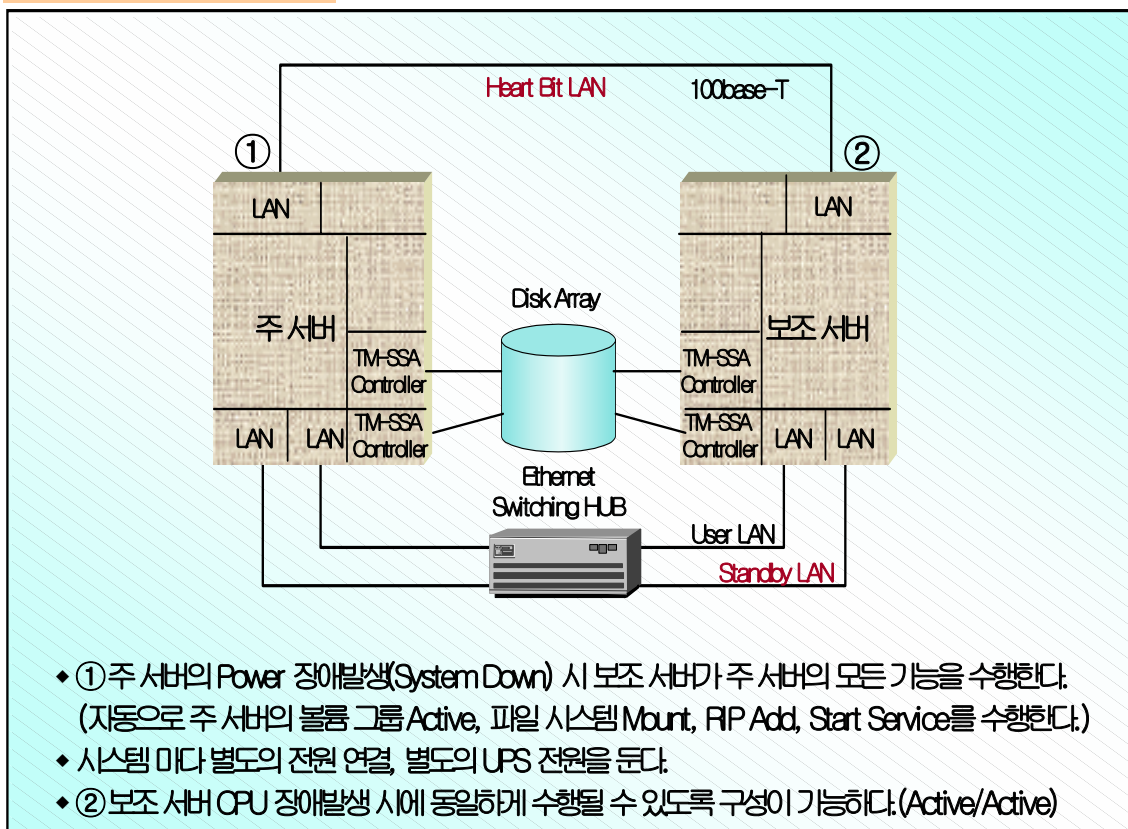 Heart Bit LAN 100base-T
① ②
LAN LAN
Disk Array
주 서버 보조 서버
TM-SSA
Controller
TM-SSA
Controller
LAN LAN
TM-SSA
Controller
TM-SSA
Controller
LAN LAN
Ethernet
Switching HUB
User LAN
Standby LAN
◆ ① 주 서버의 Power 장애발생(System Down) 시 보조 서버가 주 서버의 모든 기능을 수행한다.
(자동으로 주 서버의 볼륨 그룹 Active, 파일 시스템 Mount, RIP Add, Start Service를 수행한다.)
◆ 시스템 마다 별도의 전원 연결, 별도의 UPS 전원을 둔다.
◆ ② 보조 서버 CPU 장애발생 시에 동일하게 수행될 수 있도록 구성이 가능하다.(Active/Active)